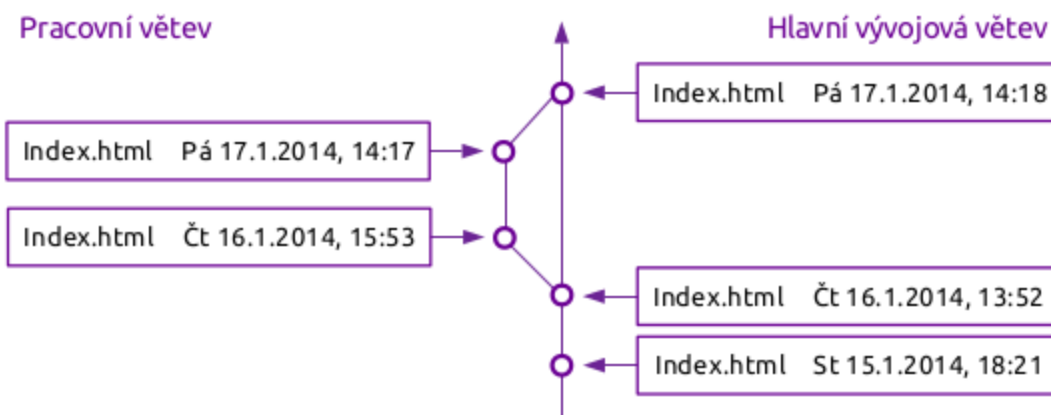 Pracovní větev
Hlavní vývojová větev
Index.html Pá 17.1.2014, 14:18
Index.html Pá 17.1.2014, 14:17
Index.html Čt 16.1.2014, 15:53
Index.html Čt 16.1.2014, 13:52
Index.html St 15.1.2014, 18:21